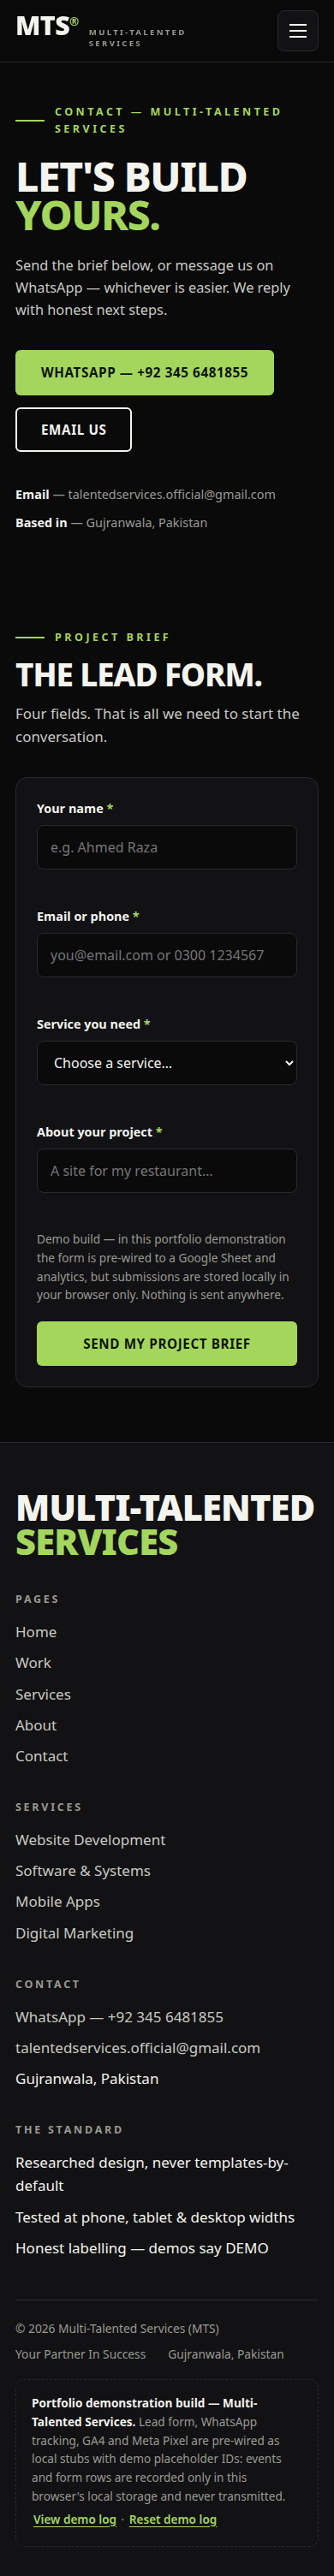 MTS®
MULTI-TALENTED
SERVICES
CONTACT — MULTI-TALENTED
SERVICES
LET'S BUILD
YOURS.
Send the brief below, or message us on
WhatsApp — whichever is easier. We reply
with honest next steps.
WHATSAPP — +92 345 6481855
EMAIL US
Email — talentedservices.official@gmail.com
Based in — Gujranwala, Pakistan
PROJECT BRIEF
THE LEAD FORM.
Four fields. That is all we need to start the
conversation.
Your name *
e.g. Ahmed Raza
Email or phone *
you@email.com or 0300 1234567
Service you need *
Choose a service...
About your project *
A site for my restaurant...
Demo build — in this portfolio demonstration
the form is pre-wired to a Google Sheet and
analytics, but submissions are stored locally in
your browser only. Nothing is sent anywhere.
SEND MY PROJECT BRIEF
MULTI-TALENTED
SERVICES
PAGES
Home
Work
Services
About
Contact
SERVICES
Website Development
Software & Systems
Mobile Apps
Digital Marketing
CONTACT
WhatsApp — +92 345 6481855
talentedservices.official@gmail.com
Gujranwala, Pakistan
THE STANDARD
Researched design, never templates-by-
default
Tested at phone, tablet & desktop widths
Honest labelling — demos say DEMO
© 2026 Multi-Talented Services (MTS)
Your Partner In Success Gujranwala, Pakistan
Portfolio demonstration build — Multi-
Talented Services. Lead form, WhatsApp
tracking, GA4 and Meta Pixel are pre-wired as
local stubs with demo placeholder IDs: events
and form rows are recorded only in this
browser's local storage and never transmitted.
View demo log · Reset demo log